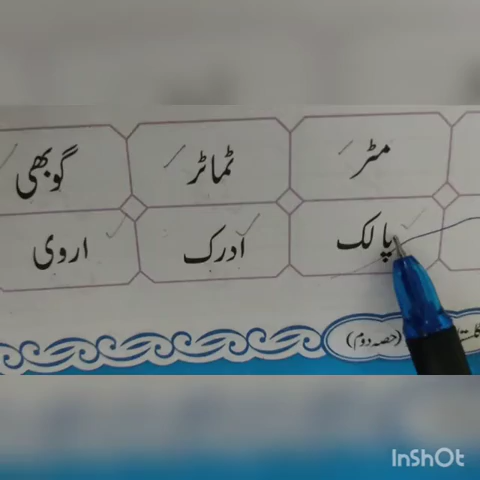 مٹر ٹماٹر گوبھی
پالک ادرک اروی
(حصہ دوم)
InShOt